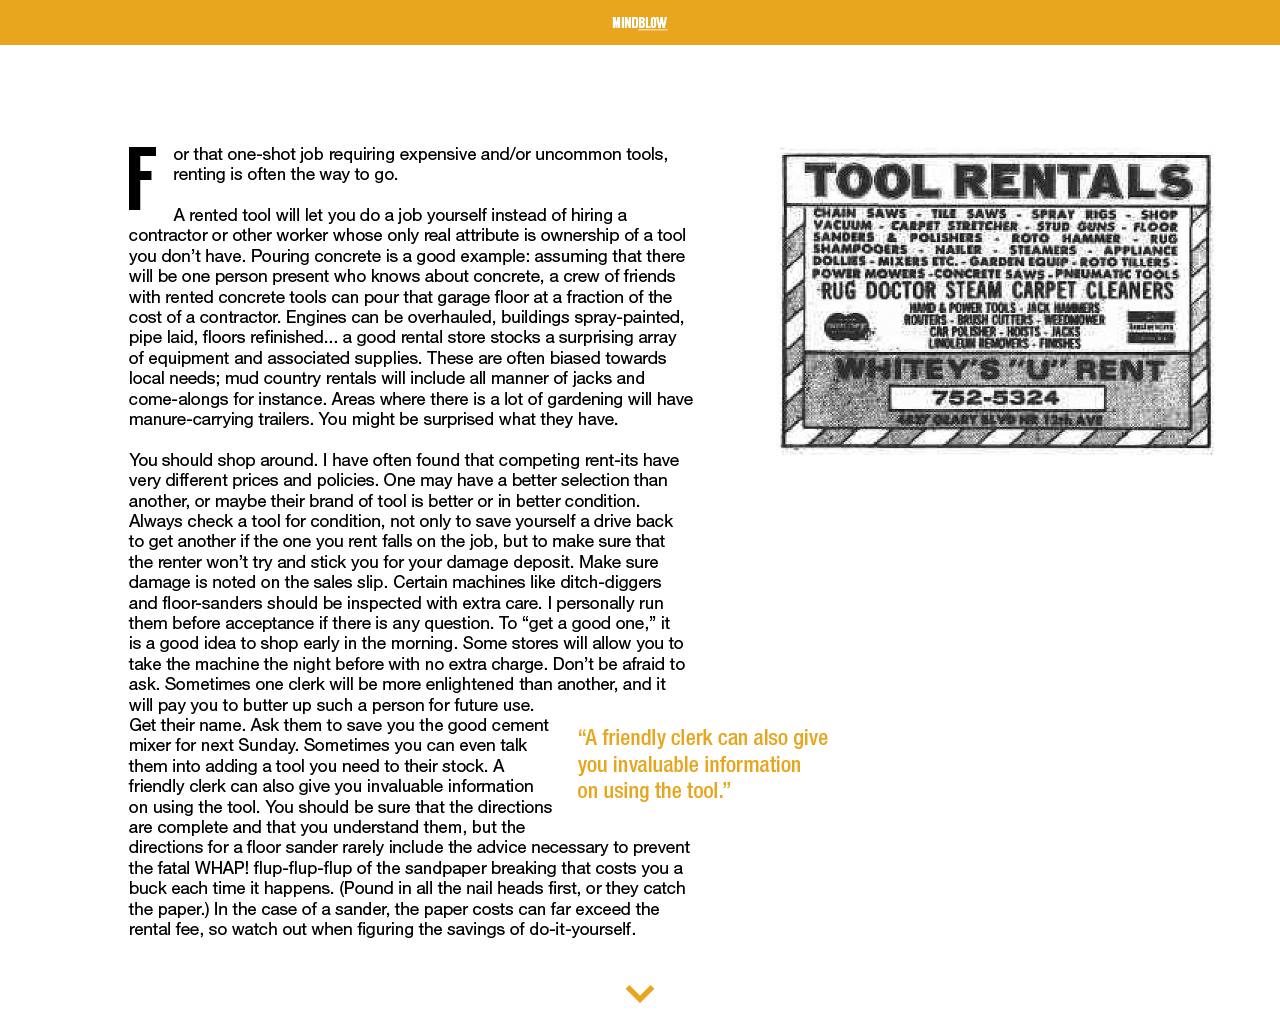 MINDBLOW
For that one-shot job requiring expensive and/or uncommon tools,
renting is often the way to go.
A rented tool will let you do a job yourself instead of hiring a
contractor or other worker whose only real attribute is ownership of a tool
you don’t have. Pouring concrete is a good example: assuming that there
will be one person present who knows about concrete, a crew of friends
with rented concrete tools can pour that garage floor at a fraction of the
cost of a contractor. Engines can be overhauled, buildings spray-painted,
pipe laid, floors refinished... a good rental store stocks a surprising array
of equipment and associated supplies. These are often biased towards
local needs; mud country rentals will include all manner of jacks and
come-alongs for instance. Areas where there is a lot of gardening will have
manure-carrying trailers. You might be surprised what they have.
You should shop around. I have often found that competing rent-its have
very different prices and policies. One may have a better selection than
another, or maybe their brand of tool is better or in better condition.
Always check a tool for condition, not only to save yourself a drive back
to get another if the one you rent falls on the job, but to make sure that
the renter won’t try and stick you for your damage deposit. Make sure
damage is noted on the sales slip. Certain machines like ditch-diggers
and floor-sanders should be inspected with extra care. I personally run
them before acceptance if there is any question. To “get a good one,” it
is a good idea to shop early in the morning. Some stores will allow you to
take the machine the night before with no extra charge. Don’t be afraid to
ask. Sometimes one clerk will be more enlightened than another, and it
will pay you to butter up such a person for future use.
Get their name. Ask them to save you the good cement
mixer for next Sunday. Sometimes you can even talk
them into adding a tool you need to their stock. A
friendly clerk can also give you invaluable information
on using the tool. You should be sure that the directions
are complete and that you understand them, but the
directions for a floor sander rarely include the advice necessary to prevent
the fatal WHAP! flup-flup-flup of the sandpaper breaking that costs you a
buck each time it happens. (Pound in all the nail heads first, or they catch
the paper.) In the case of a sander, the paper costs can far exceed the
rental fee, so watch out when figuring the savings of do-it-yourself.
“A friendly clerk can also give
you invaluable information
on using the tool.”
TOOL RENTALS
CHAIN SAWS - TILE SAWS - SPRAY RIGS - SHOP
VACUUM - CARPET STRETCHER - STUD GUNS - FLOOR
SANDERS & POLISHERS - ROTO HAMMER - RUG
SHAMPOOERS - NAILER - STEAMERS - APPLIANCE
DOLLIES - MIXERS ETC. - GARDEN EQUIP - ROTO TILLERS -
POWER MOWERS - CONCRETE SAWS - PNEUMATIC TOOLS
RUG DOCTOR STEAM CARPET CLEANERS
HAND & POWER TOOLS - JACK HAMMERS
ROUTERS - BRUSH CUTTERS - WEEDMOWER
CAR POLISHER - HOISTS - JACKS
LINOLEUM REMOVERS - FINISHES
WHITEY'S "U" RENT
752-5324
GEARY BLVD NR 12th AVE